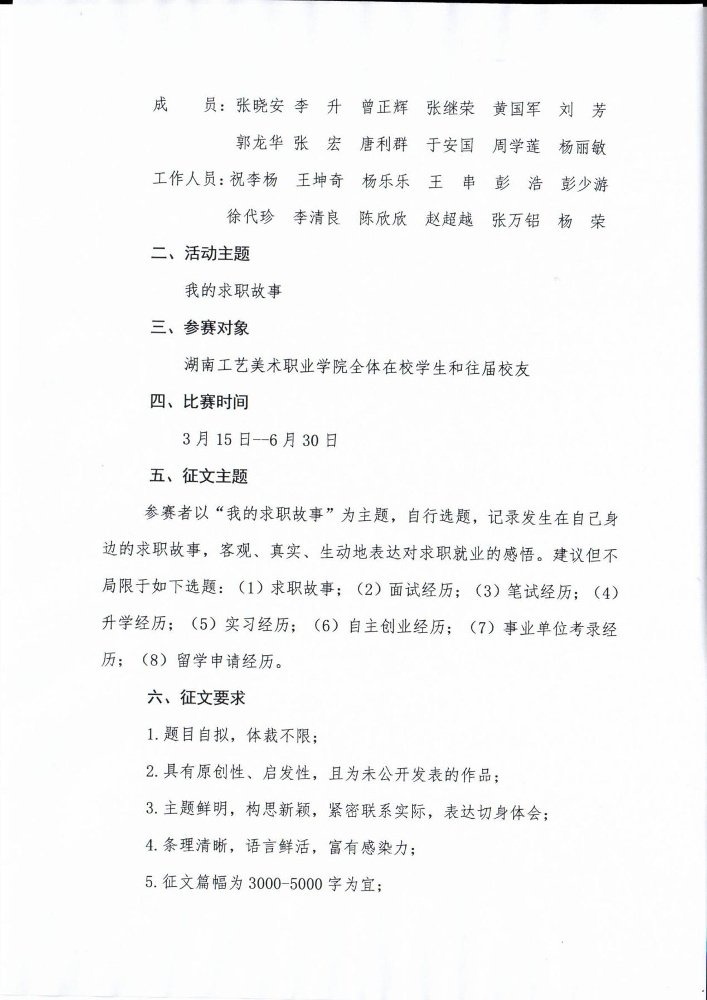 成　　员：张晓安 李　升　曾正辉　张继荣　黄国军　刘　芳
郭龙华 张　宏　唐利群　于安国　周学莲　杨丽敏
工作人员：祝李杨　王坤奇　杨乐乐　王　串　彭　浩　彭少游
徐代珍　李清良　陈欣欣　赵超越　张万铝　杨　荣
二、活动主题
我的求职故事
三、参赛对象
湖南工艺美术职业学院全体在校学生和往届校友
四、比赛时间
3 月 15 日--6 月 30 日
五、征文主题
参赛者以“我的求职故事”为主题，自行选题，记录发生在自己身
边的求职故事，客观、真实、生动地表达对求职就业的感悟。建议但不
局限于如下选题：（1）求职故事；（2）面试经历；（3）笔试经历；（4）
升学经历；（5）实习经历；（6）自主创业经历；（7）事业单位考录经
历；（8）留学申请经历。
六、征文要求
1.题目自拟，体裁不限；
2.具有原创性、启发性，且为未公开发表的作品；
3.主题鲜明，构思新颖，紧密联系实际，表达切身体会；
4.条理清晰，语言鲜活，富有感染力；
5.征文篇幅为 3000-5000 字为宜；